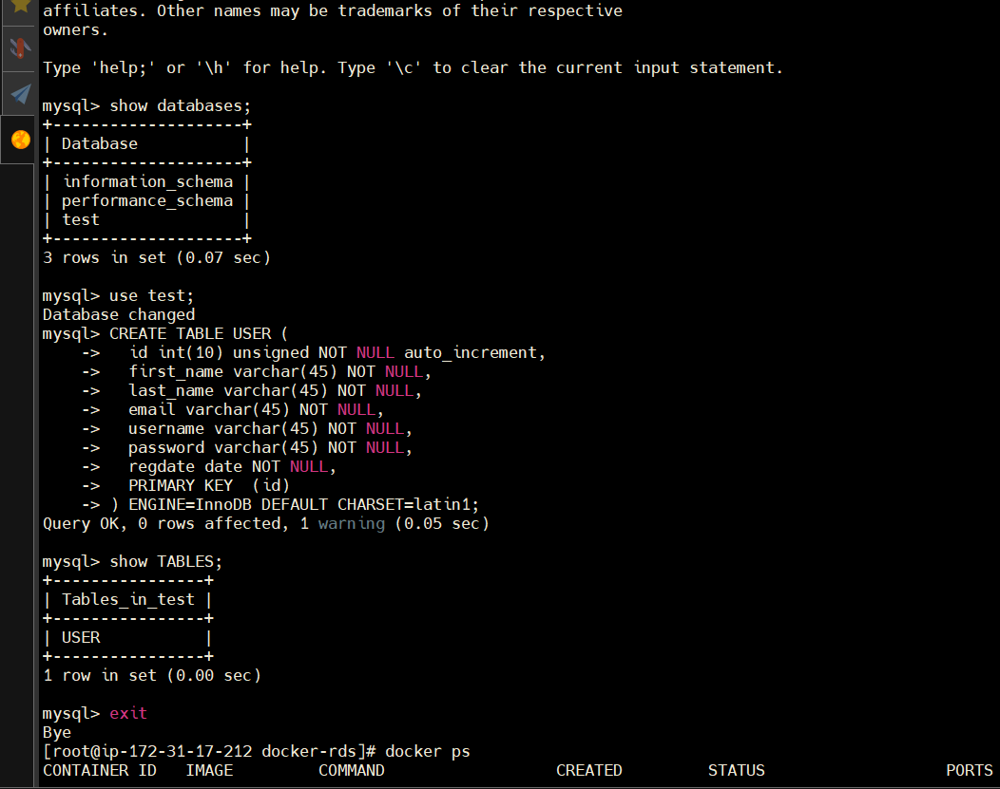 affiliates. Other names may be trademarks of their respective
owners.
Type 'help;' or '\h' for help. Type '\c' to clear the current input statement.
mysql> show databases;
+--------------------+
| Database           |
+--------------------+
| information_schema |
| performance_schema |
| test               |
+--------------------+
3 rows in set (0.07 sec)
mysql> use test;
Database changed
mysql> CREATE TABLE USER (
    ->   id int(10) unsigned NOT NULL auto_increment,
    ->   first_name varchar(45) NOT NULL,
    ->   last_name varchar(45) NOT NULL,
    ->   email varchar(45) NOT NULL,
    ->   username varchar(45) NOT NULL,
    ->   password varchar(45) NOT NULL,
    ->   regdate date NOT NULL,
    ->   PRIMARY KEY  (id)
    -> ) ENGINE=InnoDB DEFAULT CHARSET=latin1;
Query OK, 0 rows affected, 1 warning (0.05 sec)
mysql> show TABLES;
+----------------+
| Tables_in_test |
+----------------+
| USER           |
+----------------+
1 row in set (0.00 sec)
mysql> exit
Bye
[root@ip-172-31-17-212 docker-rds]# docker ps
CONTAINER ID   IMAGE         COMMAND                  CREATED         STATUS                   PORTS